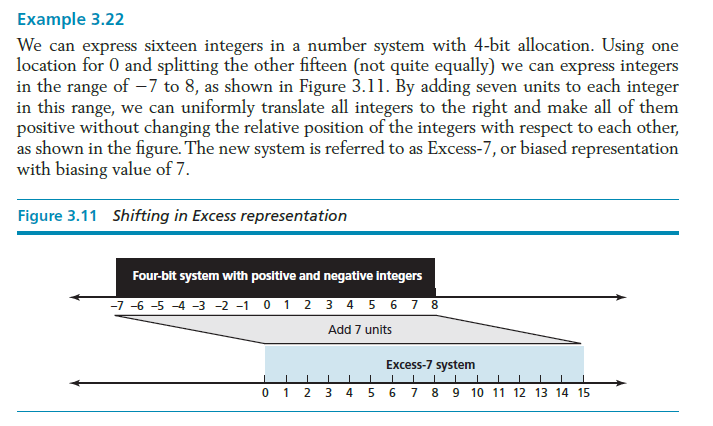 Example 3.22
We can express sixteen integers in a number system with 4-bit allocation. Using one
location for 0 and splitting the other fifteen (not quite equally) we can express integers
in the range of −7 to 8, as shown in Figure 3.11. By adding seven units to each integer
in this range, we can uniformly translate all integers to the right and make all of them
positive without changing the relative position of the integers with respect to each other,
as shown in the figure. The new system is referred to as Excess-7, or biased representation
with biasing value of 7.
Figure 3.11 Shifting in Excess representation
Four-bit system with positive and negative integers
−7 −6 −5 −4 −3 −2 −1 0 1 2 3 4 5 6 7 8
Add 7 units
Excess-7 system
0 1 2 3 4 5 6 7 8 9 10 11 12 13 14 15